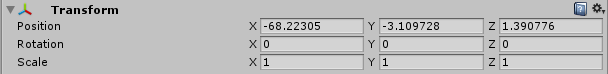 Transform
Position X -68.22305 Y -3.109728 Z 1.390776
Rotation X 0 Y 0 Z 0
Scale X 1 Y 1 Z 1